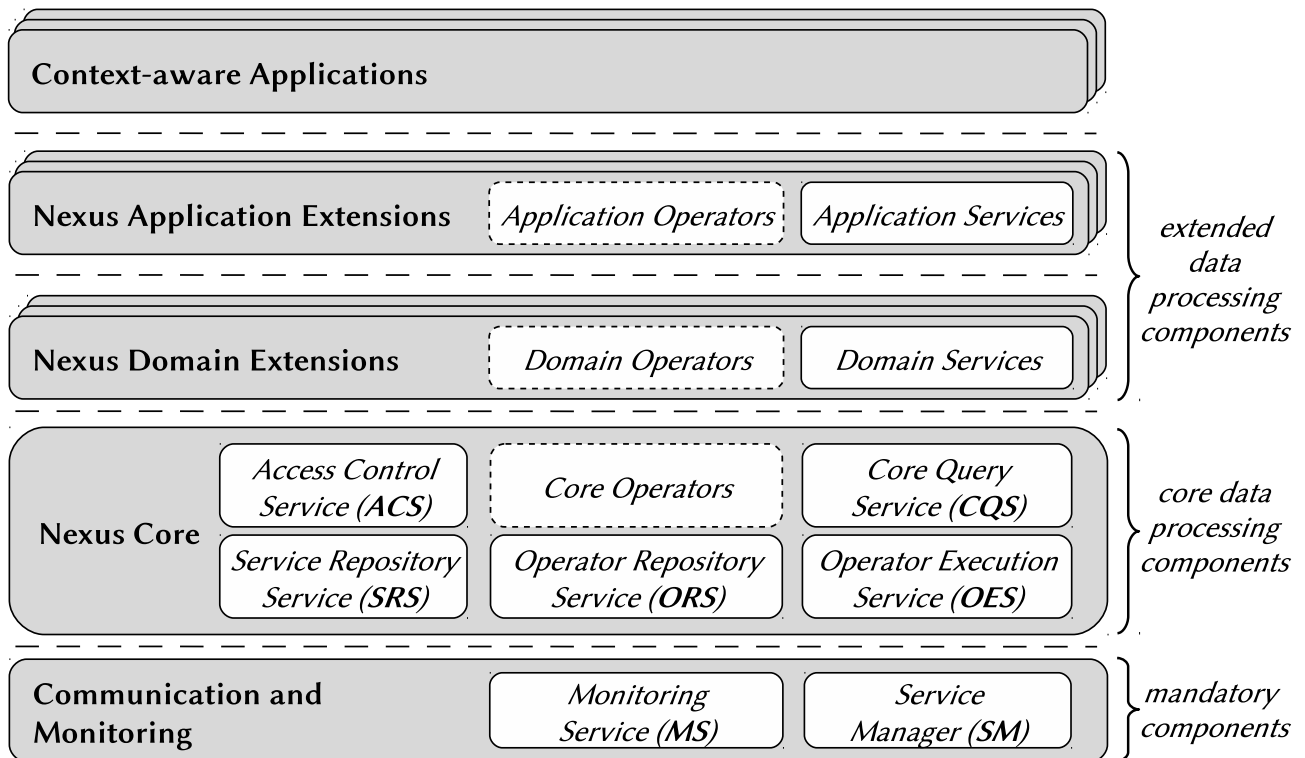 Context-aware Applications
Nexus Application Extensions
Application Operators
Application Services
extended
data
processing
components
Nexus Domain Extensions
Domain Operators
Domain Services
Nexus Core
Access Control
Service (ACS)
Core Operators
Core Query
Service (CQS)
Service Repository
Service (SRS)
Operator Repository
Service (ORS)
Operator Execution
Service (OES)
core data
processing
components
Communication and
Monitoring
Monitoring
Service (MS)
Service
Manager (SM)
mandatory
components